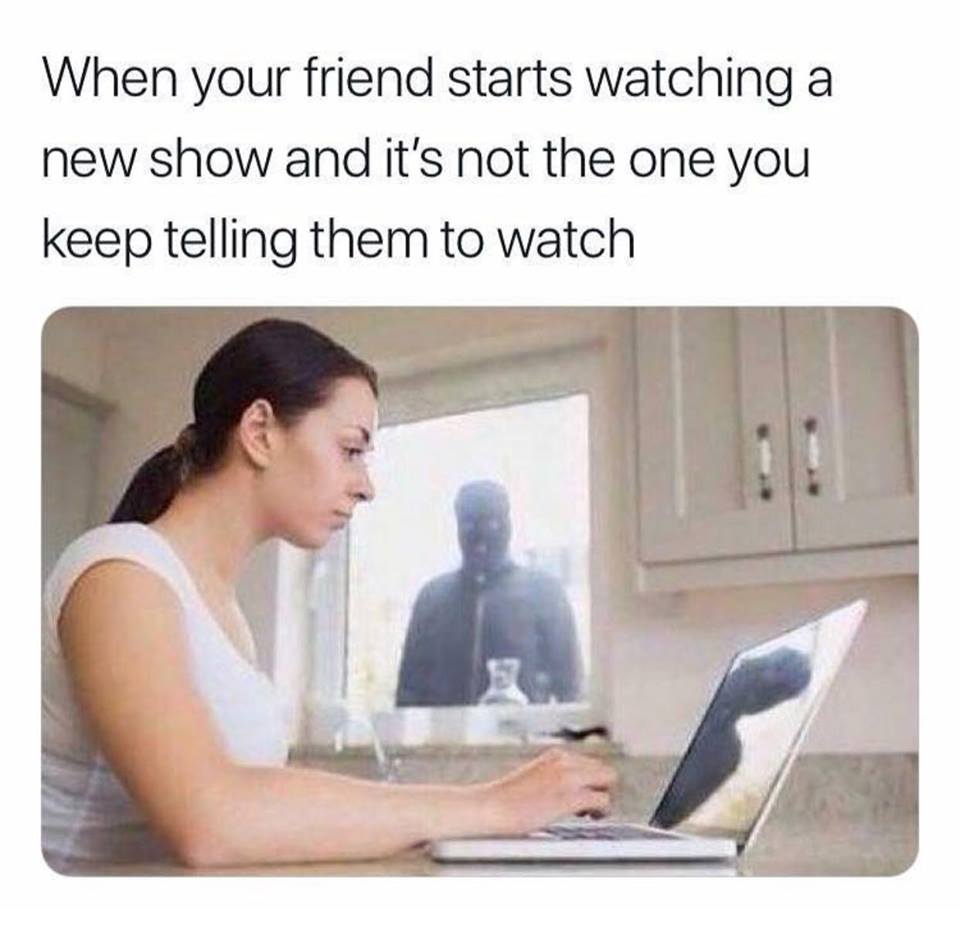 When your friend starts watching a
new show and it's not the one you
keep telling them to watch